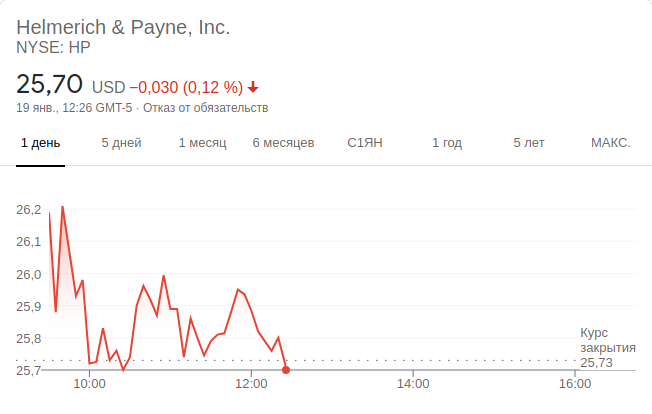 Helmerich & Payne, Inc.
NYSE: HP
25,70 USD −0,030 (0,12 %)
19 янв., 12:26 GMT-5 · Отказ от обязательств
1 день 5 дней 1 месяц 6 месяцев С1ЯН 1 год 5 лет МАКС.
26,2
26,1
26,0
25,9
25,8
25,7
Курс
закрытия
25,73
10:00 12:00 14:00 16:00